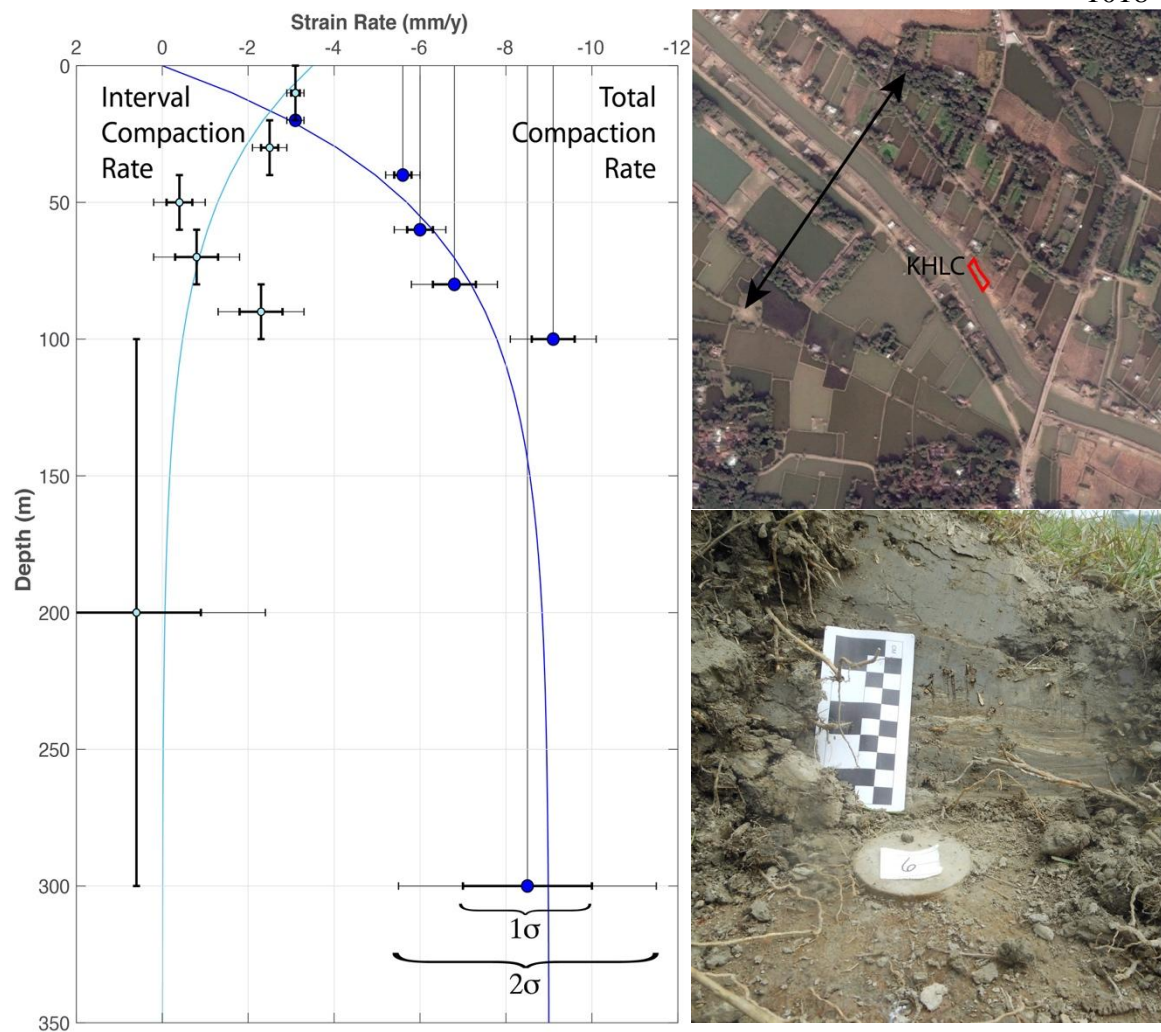 Strain Rate (mm/y)
2 0 -2 -4 -6 -8 -10 -12
0
50
100
150
200
250
300
350
Depth (m)
Interval
Compaction
Rate
Total
Compaction
Rate
1σ
2σ
KHLC
6